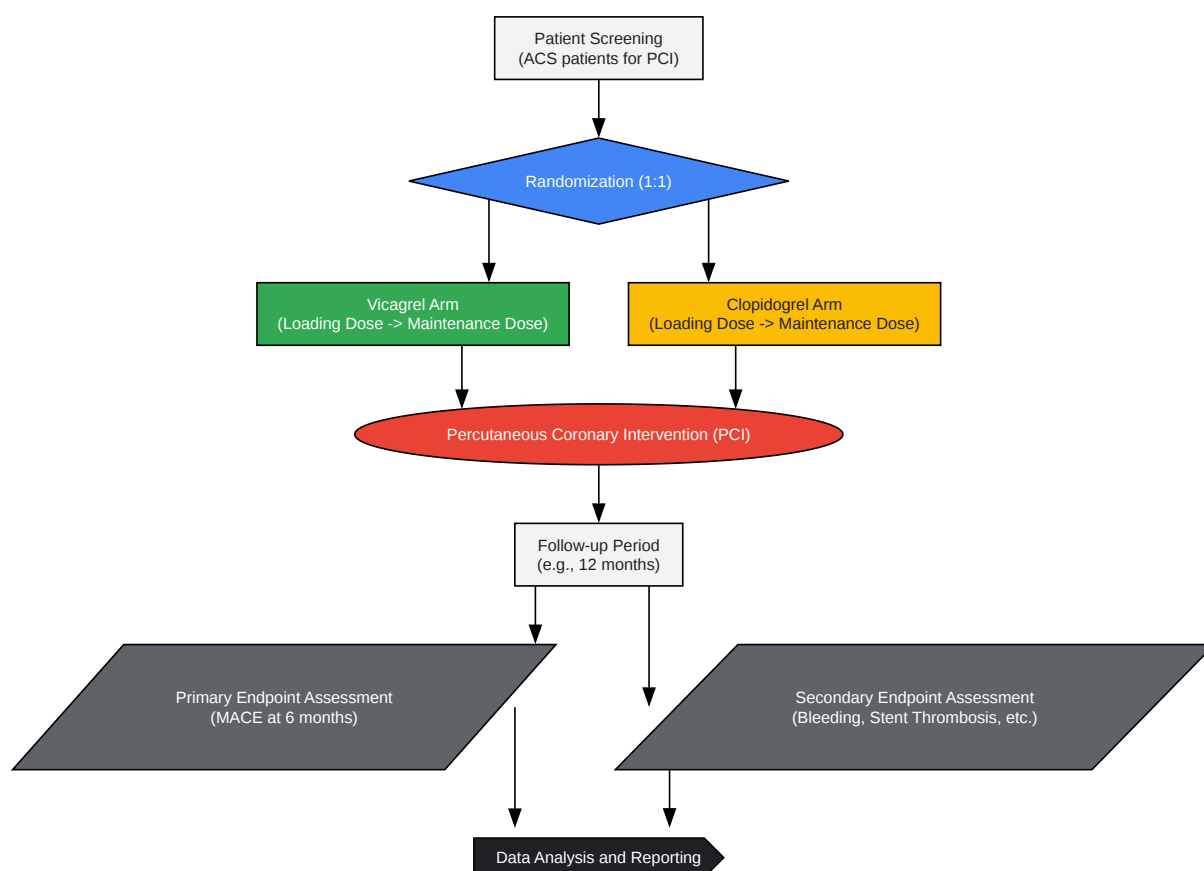 Patient Screening
(ACS patients for PCI)
Randomization (1:1)
Vicagrel Arm
(Loading Dose -> Maintenance Dose)
Clopidogrel Arm
(Loading Dose -> Maintenance Dose)
Percutaneous Coronary Intervention (PCI)
Follow-up Period
(e.g., 12 months)
Primary Endpoint Assessment
(MACE at 6 months)
Secondary Endpoint Assessment
(Bleeding, Stent Thrombosis, etc.)
Data Analysis and Reporting